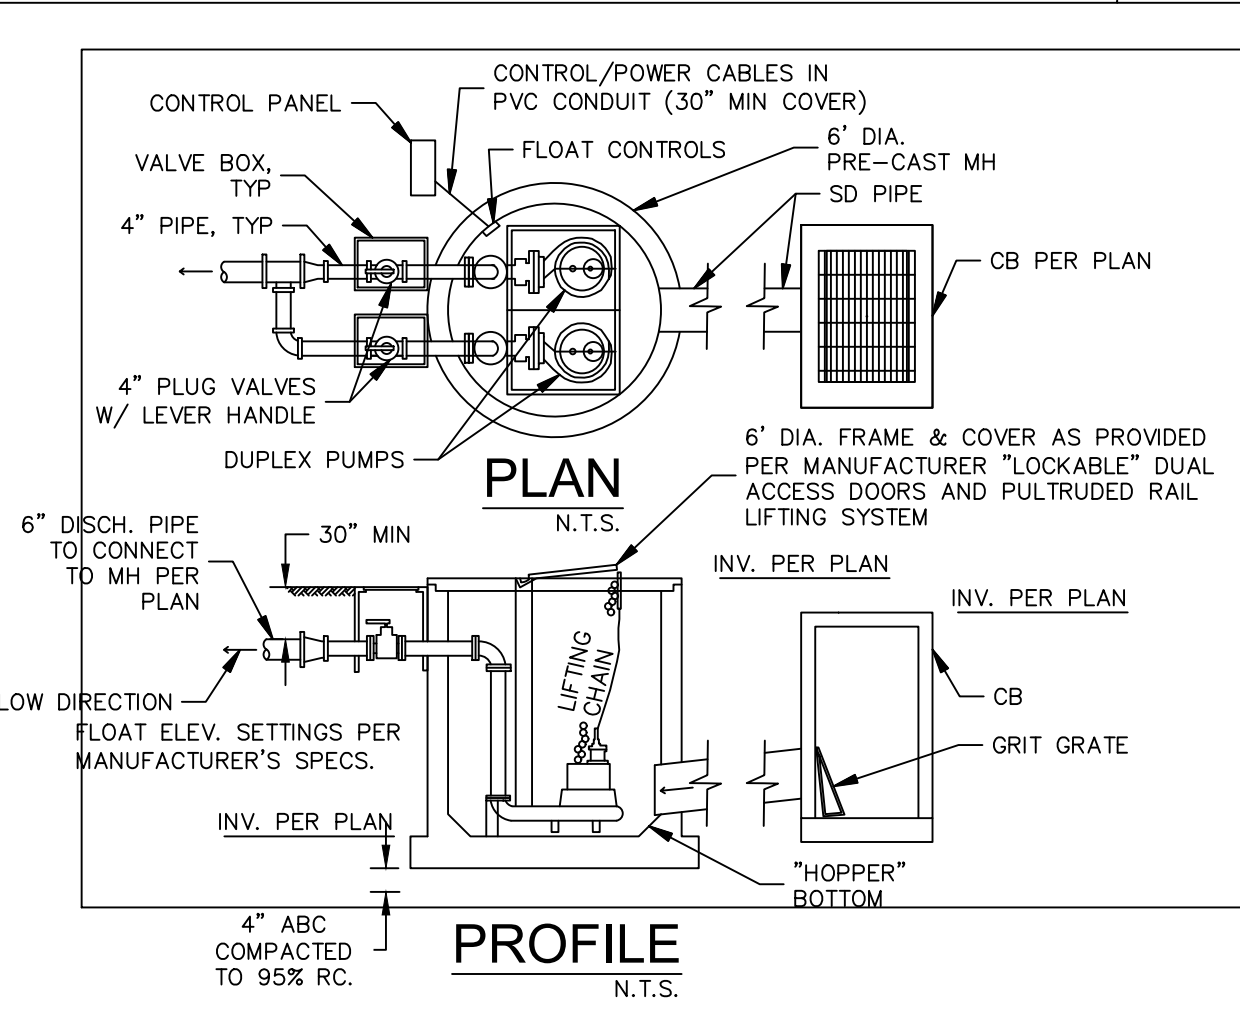 CONTROL/POWER CABLES IN
PVC CONDUIT (30" MIN COVER)
CONTROL PANEL
FLOAT CONTROLS
6' DIA.
PRE-CAST MH
VALVE BOX,
TYP
SD PIPE
4" PIPE, TYP
CB PER PLAN
4" PLUG VALVES
W/ LEVER HANDLE
DUPLEX PUMPS
6' DIA. FRAME & COVER AS PROVIDED
PER MANUFACTURER "LOCKABLE" DUAL
ACCESS DOORS AND PULTRUDED RAIL
LIFTING SYSTEM
PLAN
N.T.S.
6" DISCH. PIPE
TO CONNECT
TO MH PER
PLAN
30" MIN
INV. PER PLAN
INV. PER PLAN
LIFTING
CHAIN
LOW DIRECTION
CB
FLOAT ELEV. SETTINGS PER
MANUFACTURER'S SPECS.
GRIT GRATE
INV. PER PLAN
"HOPPER"
BOTTOM
4" ABC
COMPACTED
TO 95% RC.
PROFILE
N.T.S.